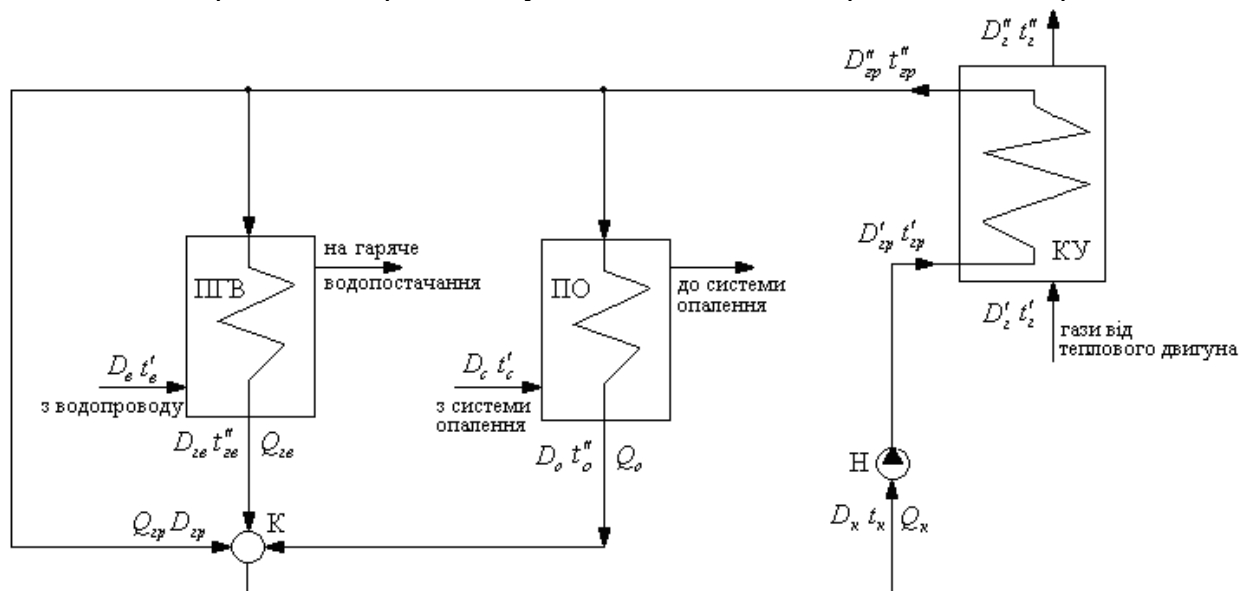 D″г t″г
D″гр t″гр
D′гр t′гр
КУ
D′г t′г
гази від
теплового двигуна
на гаряче
водопостачання
ПГВ
Dв t′в
з водопроводу
Dгв t″гв Qгв
до системи
опалення
ПО
Dс t′с
з системи
опалення
Dо t″о Qо
Н
Dк tк Qк
Qгр Dгр
К